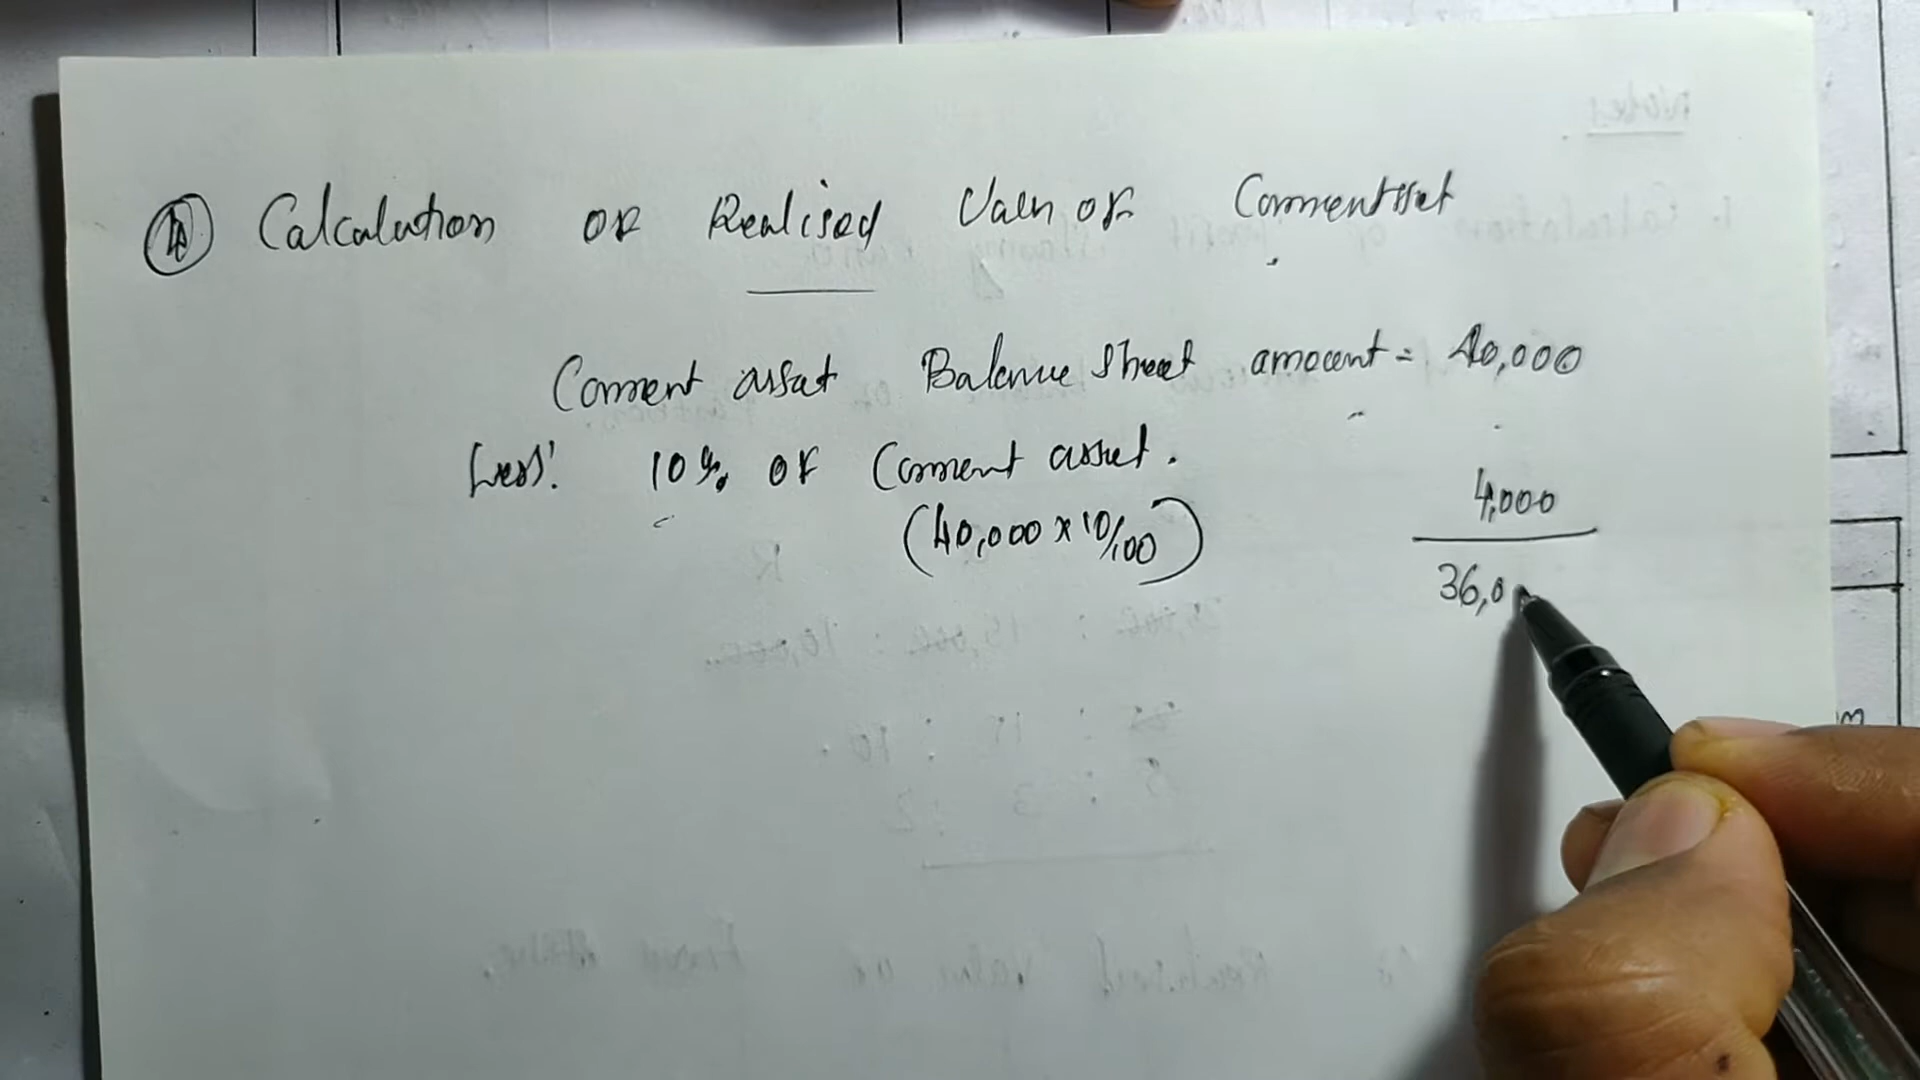 ④ Calculation of Realised Value of Current Asset
Current asset Balance Sheet amount = 40,000
Less: 10% of Current asset.
4,000
(40,000 x 10/100)
36,0